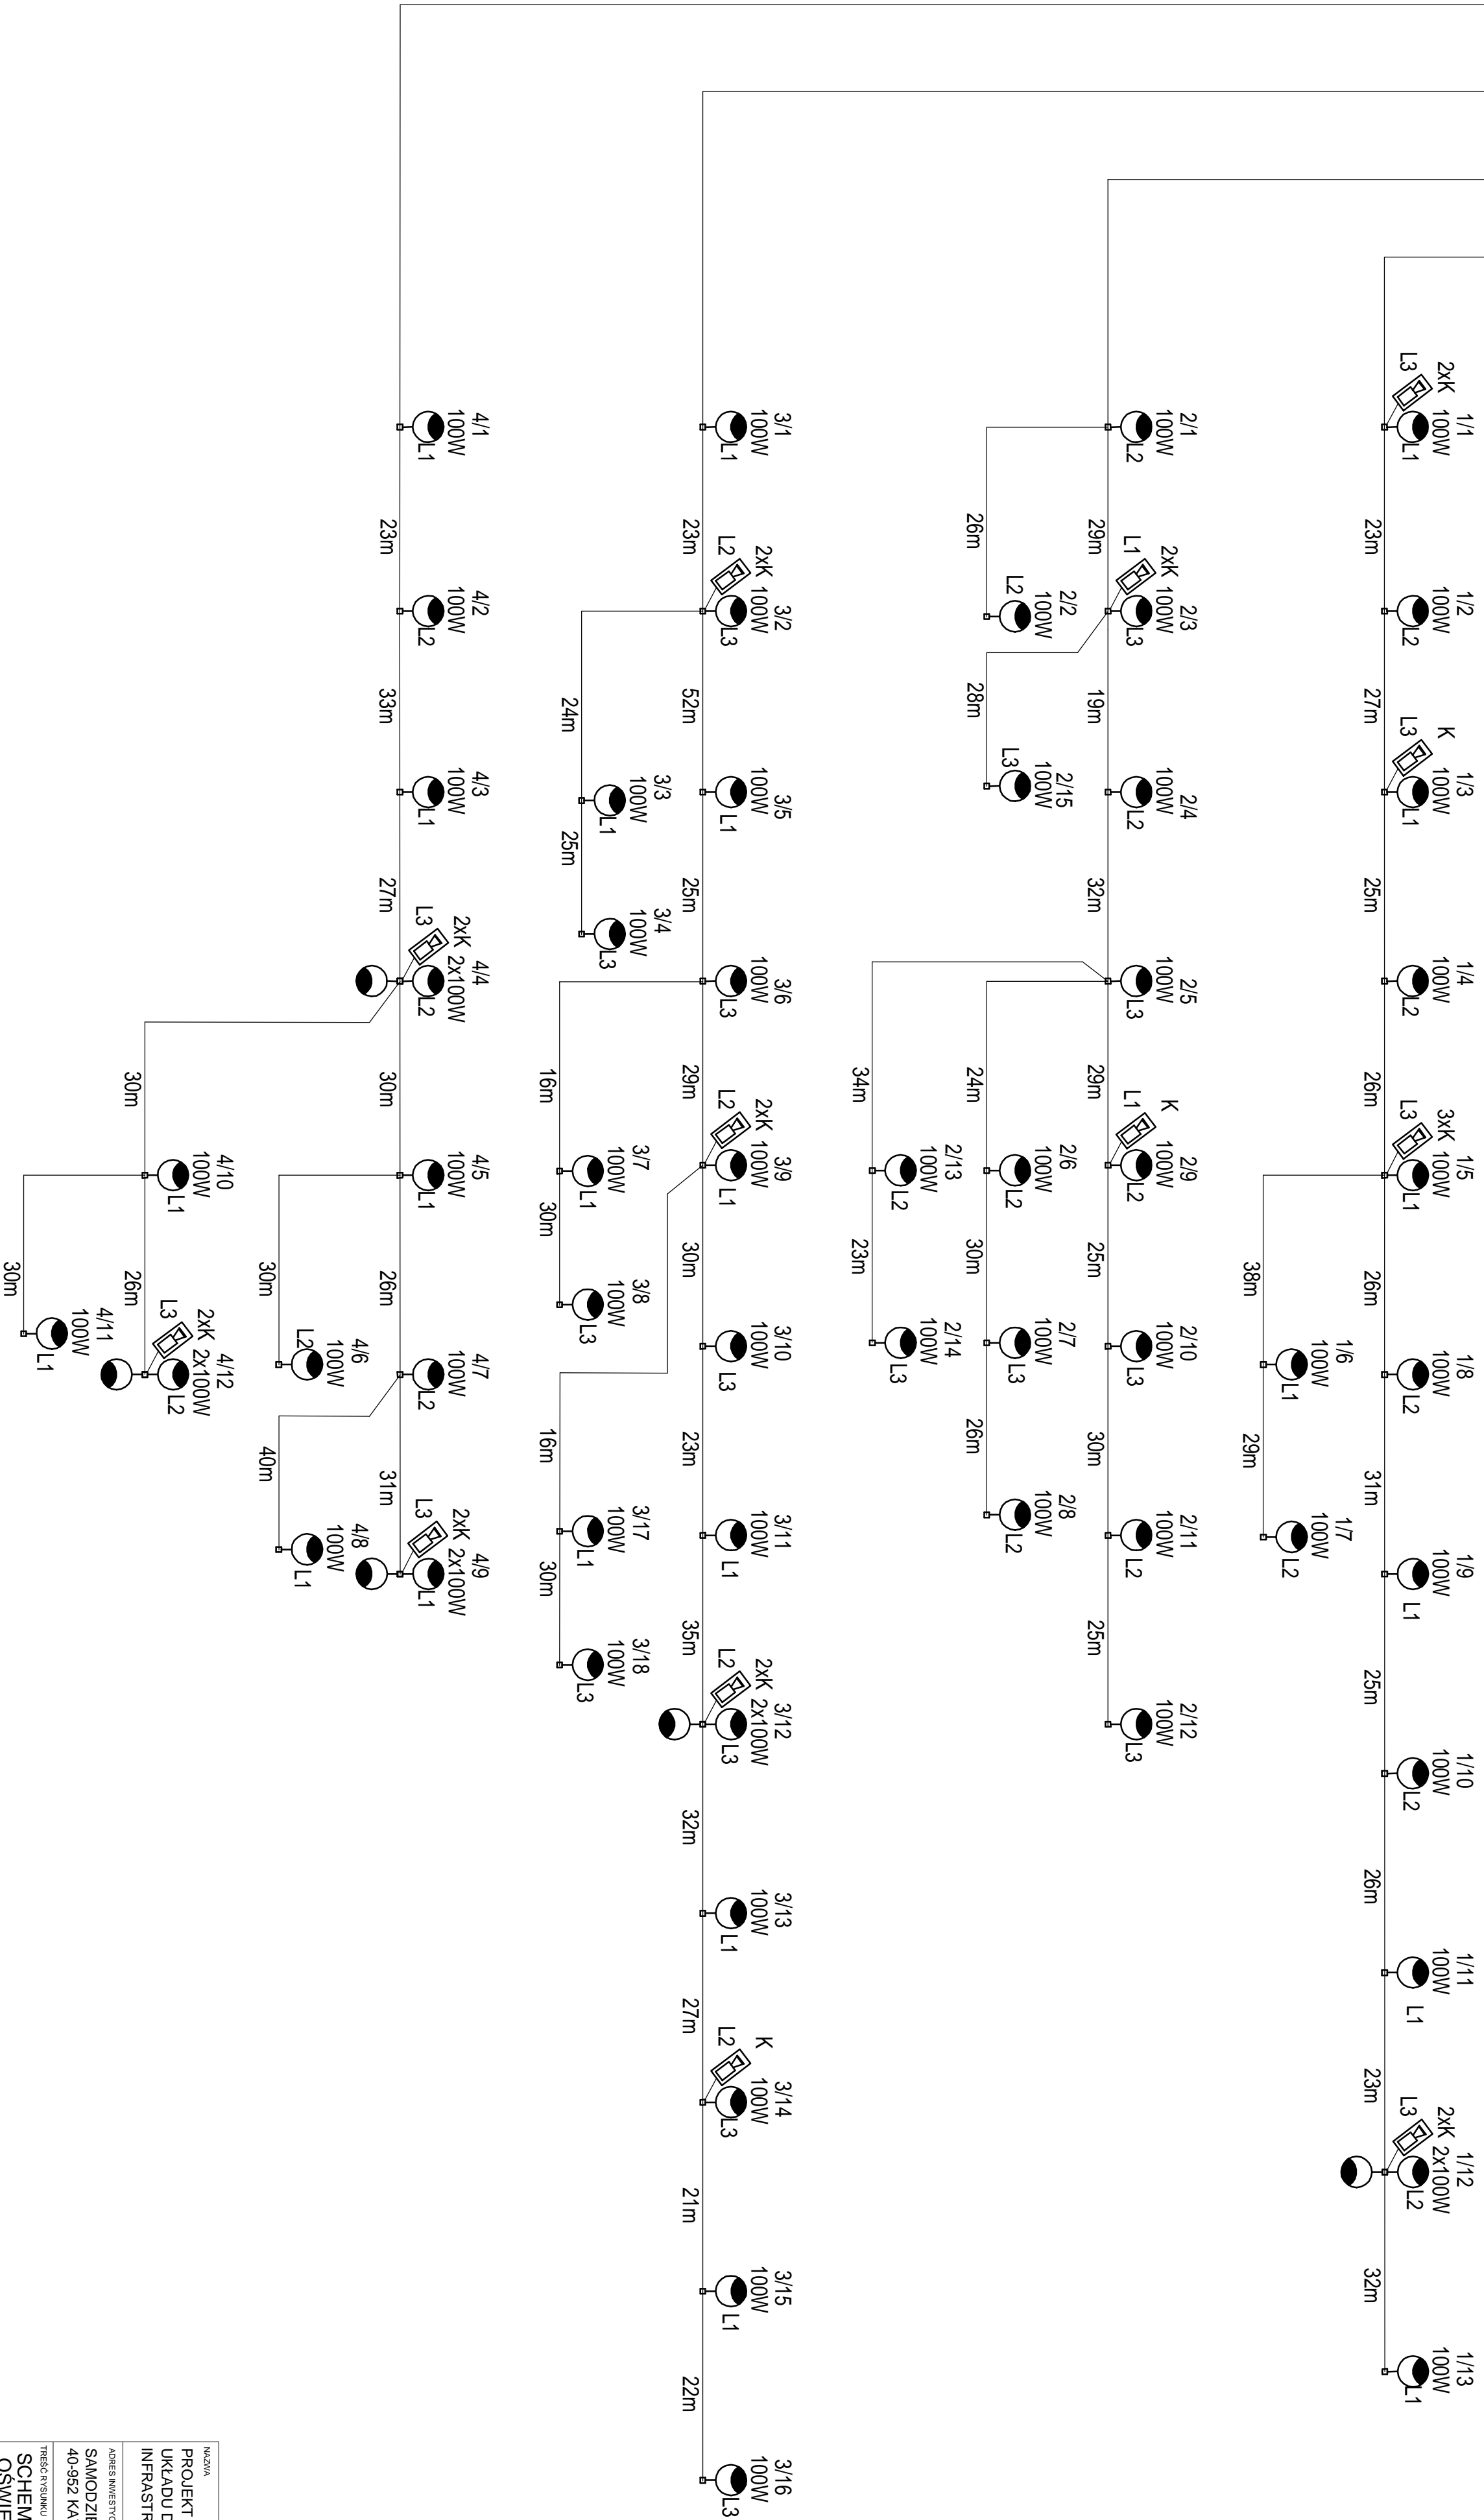 2xK
L3
1/1
100W
L1
23m
1/2
100W
L2
27m
K
L3
1/3
100W
L1
25m
1/4
100W
L2
26m
3xK
L3
1/5
100W
L1
26m
1/8
100W
L2
31m
1/9
100W
L1
25m
1/10
100W
L2
26m
1/11
100W
L1
23m
2xK
L3
1/12
2x100W
L2
32m
1/13
100W
L1
38m
1/6
100W
L1
29m
1/7
100W
L2
2/1
100W
L2
29m
2xK
L1
2/3
100W
L3
19m
2/4
100W
L2
32m
2/5
100W
L3
29m
K
L1
2/9
100W
L2
25m
2/10
100W
L3
30m
2/11
100W
L2
25m
2/12
100W
L3
26m
2/2
100W
L2
28m
2/15
100W
L3
24m
2/6
100W
L2
30m
2/7
100W
L3
26m
2/8
100W
L2
34m
2/13
100W
L2
23m
2/14
100W
L3
3/1
100W
L1
23m
2xK
L2
3/2
100W
L3
52m
3/5
100W
L1
25m
3/6
100W
L3
29m
2xK
L2
3/9
100W
L1
30m
3/10
100W
L3
23m
3/11
100W
L1
35m
2xK
L2
3/12
2x100W
L3
32m
3/13
100W
L1
27m
K
L2
3/14
100W
L3
21m
3/15
100W
L1
22m
3/16
100W
L3
24m
3/3
100W
L1
25m
3/4
100W
L3
16m
3/7
100W
L1
30m
3/8
100W
L3
16m
3/17
100W
L1
30m
3/18
100W
L3
4/1
100W
L1
23m
4/2
100W
L2
33m
4/3
100W
L1
27m
2xK
L3
4/4
2x100W
L2
30m
4/5
100W
L1
26m
4/7
100W
L2
31m
2xK
L3
4/9
2x100W
L1
30m
4/6
100W
L2
40m
4/8
100W
L1
30m
4/10
100W
L1
26m
2xK
L3
4/12
2x100W
L2
30m
4/11
100W
L1
NAZWA
PROJEKT
UKŁADU D
INFRASTR
ADRES INWESTYC
SAMODZIE
40-952 KA
TREŚĆ RYSUNKU
SCHEM
OŚWIE